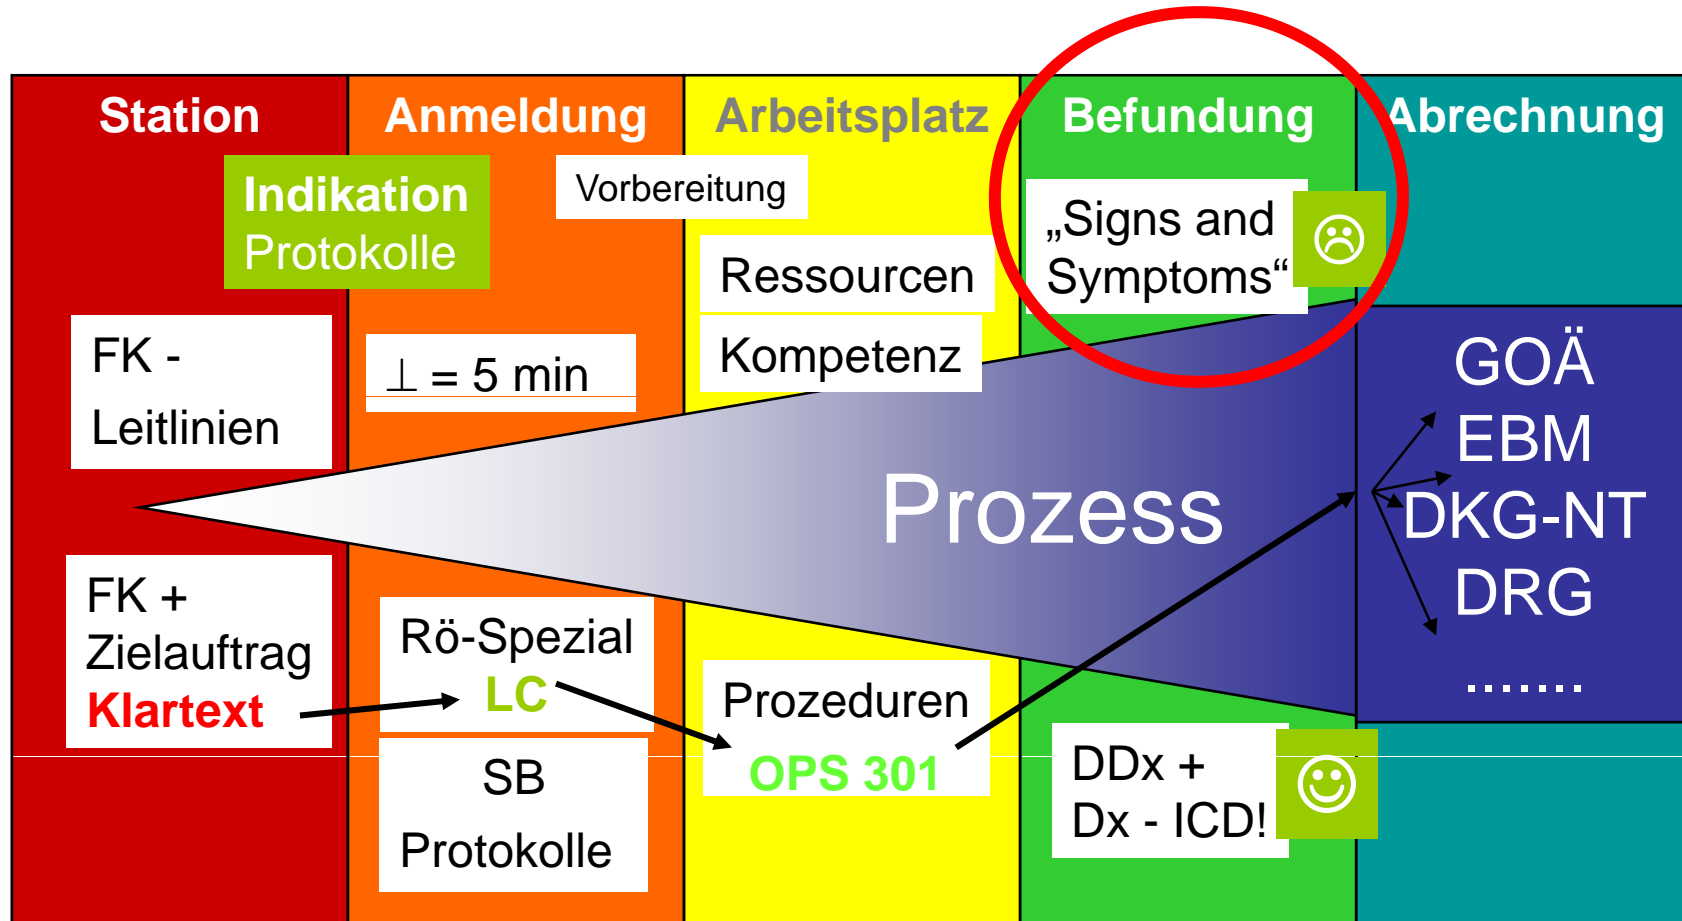 Station
Anmeldung
Arbeitsplatz
Befundung
Abrechnung
Indikation
Protokolle
Vorbereitung
„Signs and
Symptoms“
☹
Ressourcen
Kompetenz
FK -
Leitlinien
⊥ = 5 min
Prozess
GOÄ
EBM
DKG-NT
DRG
.......
FK +
Zielauftrag
Klartext
Rö-Spezial
LC
SB
Protokolle
Prozeduren
OPS 301
DDx +
Dx - ICD!
☺